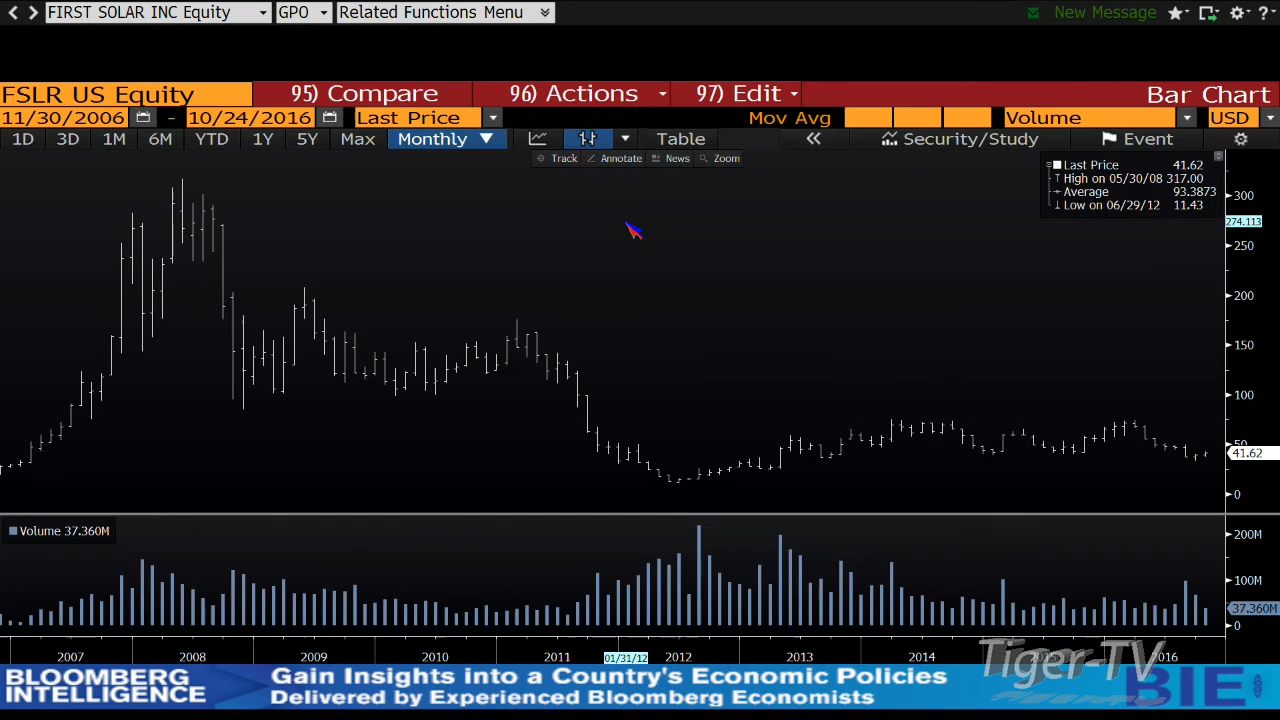 FIRST SOLAR INC Equity GPO Related Functions Menu New Message ?
FSLR US Equity 95) Compare 96) Actions 97) Edit Bar Chart
11/30/2006 - 10/24/2016 Last Price Mov Avg Volume USD
1D 3D 1M 6M YTD 1Y 5Y Max Monthly Table Security/Study Event
Track Annotate News Zoom
Last Price 41.62
High on 05/30/08 317.00
Average 93.3873
Low on 06/29/12 11.43
300
274.113
250
200
150
100
50
41.62
0
Volume 37.360M
200M
100M
37.360M
0
2007 2008 2009 2010 2011 01/31/12 2012 2013 2014 2016
Tiger-TV
BLOOMBERG
INTELLIGENCE
Gain Insights into a Country's Economic Policies
Delivered by Experienced Bloomberg Economists
BIE